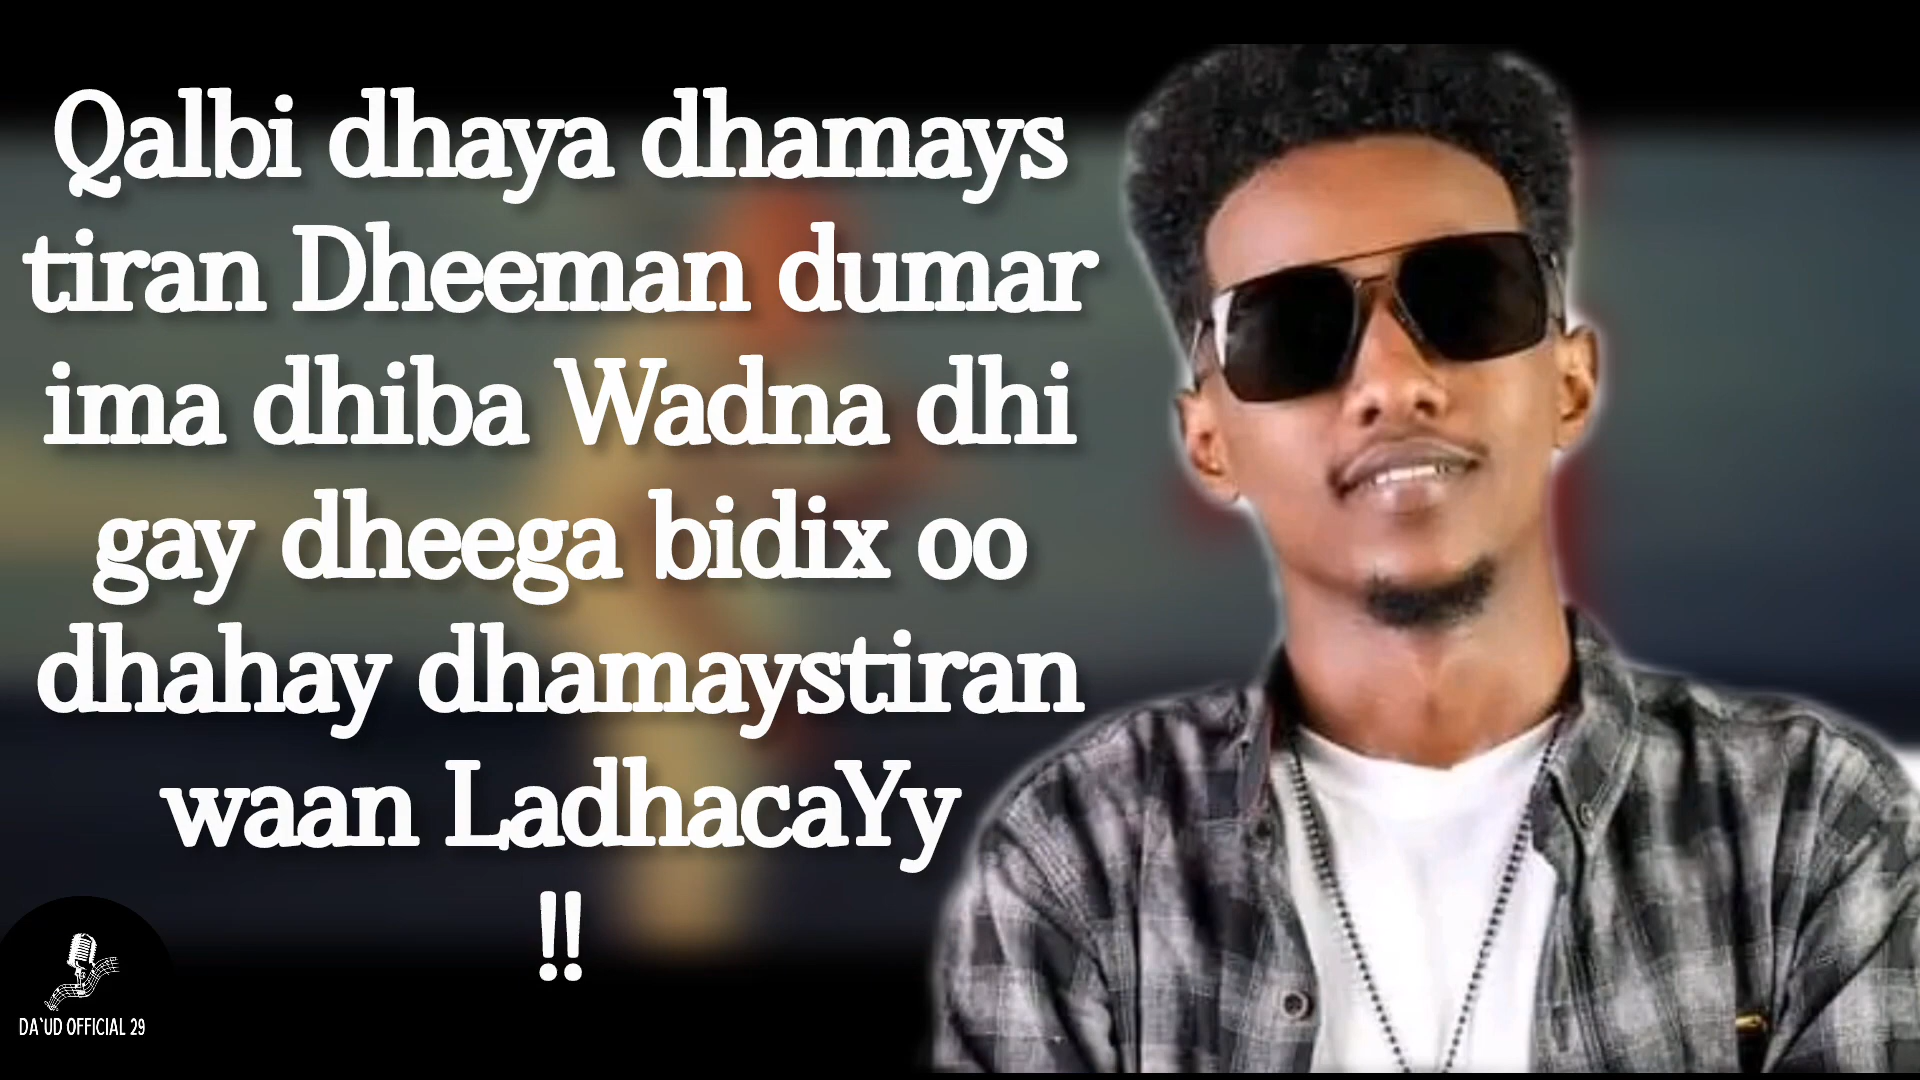 Qalbi dhaya dhamays
tiran Dheeman dumar
ima dhiba Wadna dhi
gay dheega bidix oo
dhahay dhamaystiran
waan LadhacaYy
!!
DA`UD OFFICIAL 29